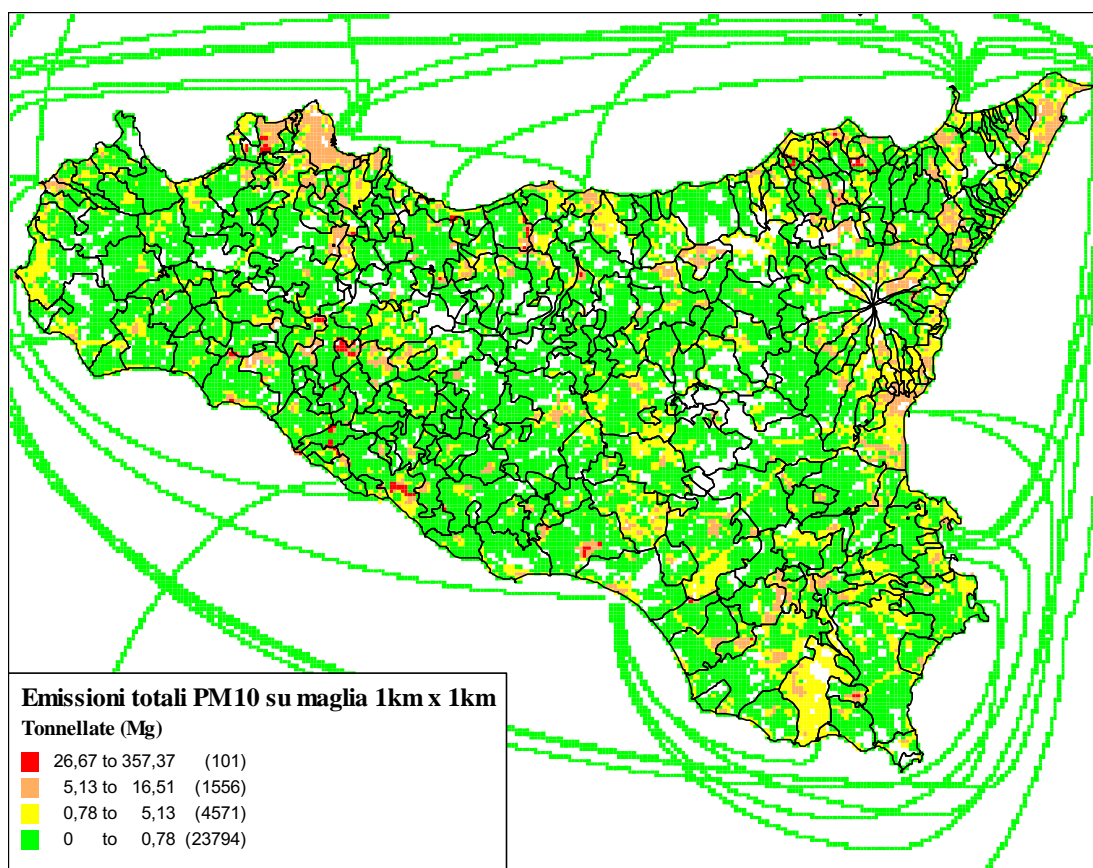 Emissioni totali PM10 su maglia 1km x 1km
Tonnellate (Mg)
26,67 to 357,37 (101)
5,13 to 16,51 (1556)
0,78 to 5,13 (4571)
0 to 0,78 (23794)